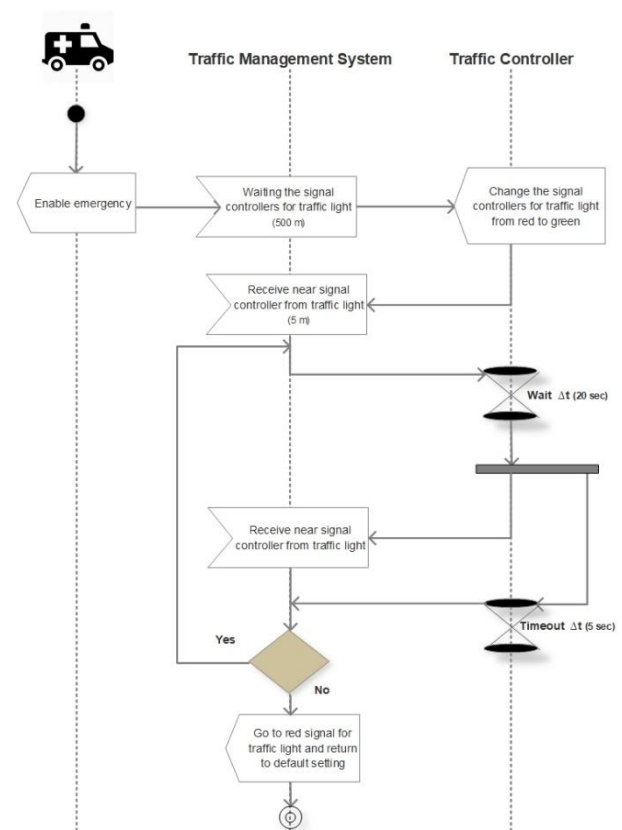 Traffic Management System
Traffic Controller
Enable emergency
Waiting the signal
controllers for traffic light
(500 m)
Change the signal
controllers for traffic light
from red to green
Receive near signal
controller from traffic light
(5 m)
Wait Δt (20 sec)
Receive near signal
controller from traffic light
Timeout Δt (5 sec)
Yes
No
Go to red signal for
traffic light and return
to default setting